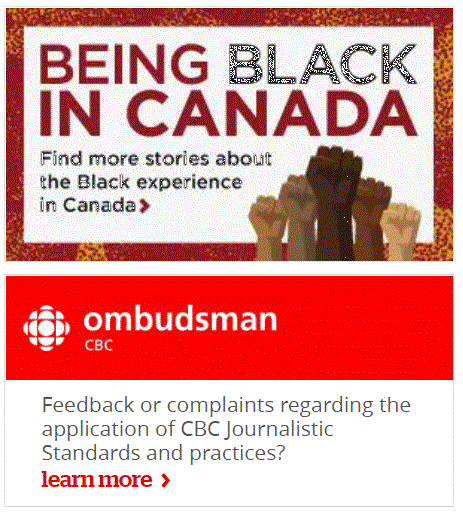 BEING BLACK
IN CANADA
Find more stories about
the Black experience
in Canada>
ombudsman
CBC
Feedback or complaints regarding the
application of CBC Journalistic
Standards and practices?
learn more >